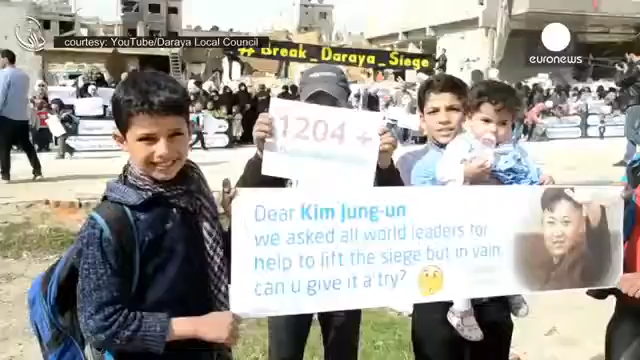 courtesy: YouTube/Daraya Local Council
# Break_Daraya_Siege
euronews.
1204 +
Dear Kim Jung-un
we asked all world leaders for
help to lift the siege but in vain
can u give it a try?